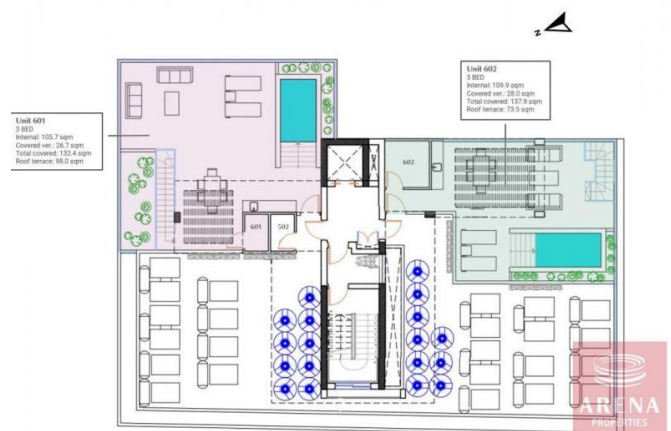 N
Unit 601
3 BED
Internal: 105.7 sqm
Covered ver.: 26.7 sqm
Total covered: 132.4 sqm
Roof terrace: 98.0 sqm
Unit 602
3 BED
Internal: 109.9 sqm
Covered ver.: 28.0 sqm
Total covered: 137.9 sqm
Roof terrace: 73.5 sqm
602
601
502
ARENA
PROPERTIES